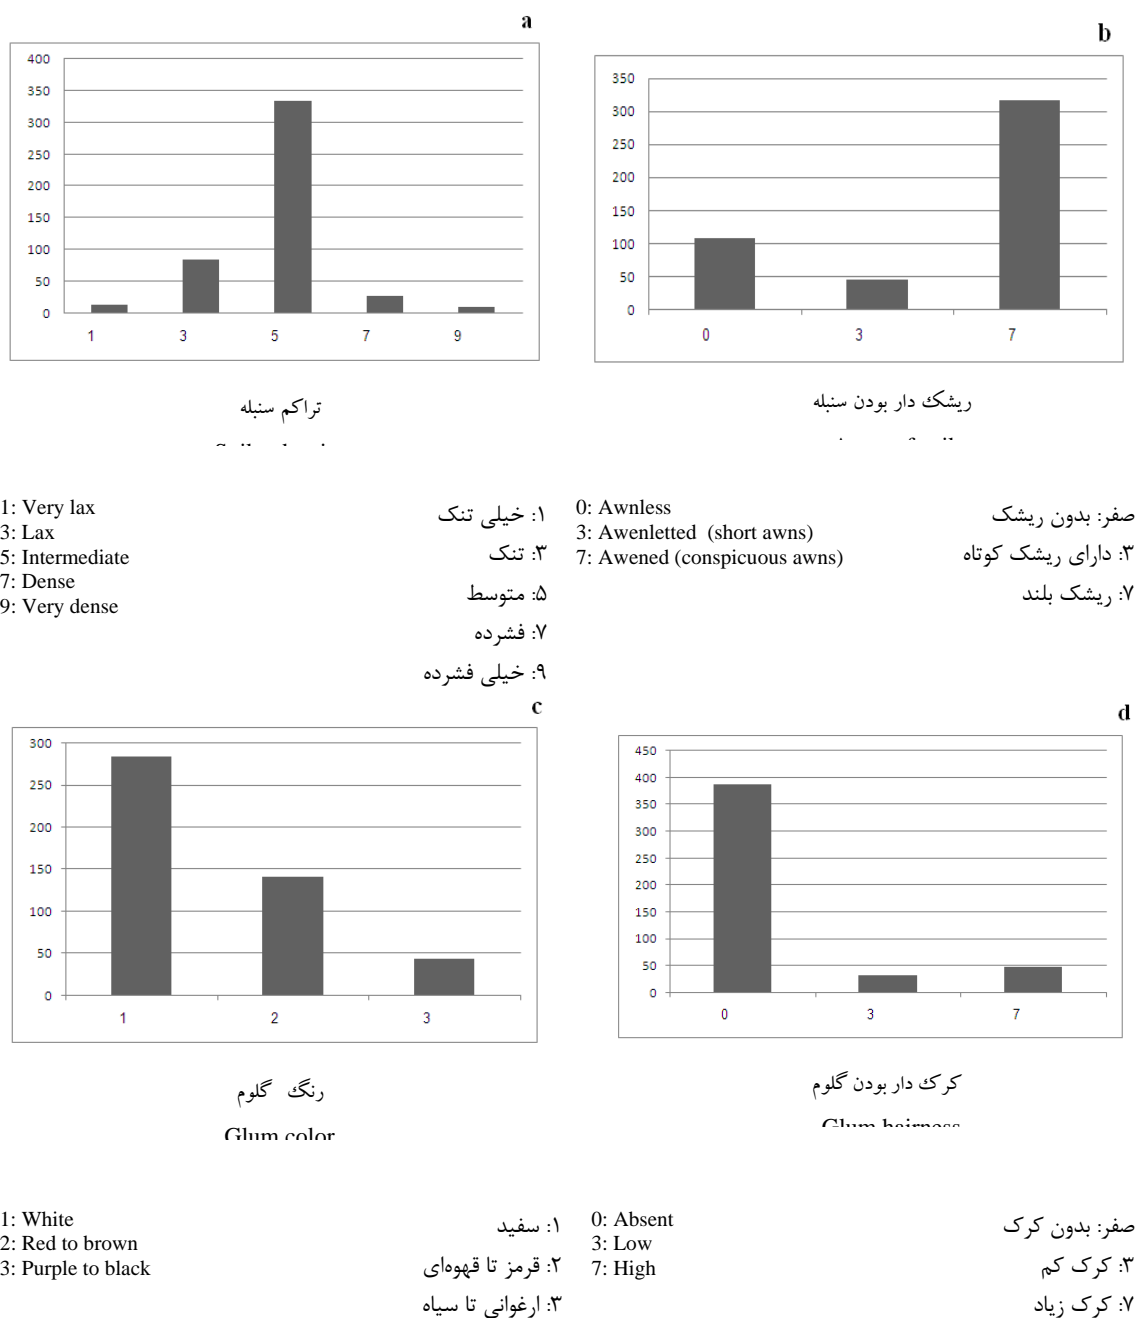 a
400
350
300
250
200
150
100
50
0
1 3 5 7 9
تراکم سنبله
b
350
300
250
200
150
100
50
0
0 3 7
ریشک دار بودن سنبله
1: Very lax
3: Lax
5: Intermediate
7: Dense
9: Very dense
۱: خیلی تنک
۳: تنک
۵: متوسط
۷: فشرده
۹: خیلی فشرده
0: Awnless
3: Awenletted (short awns)
7: Awened (conspicuous awns)
صفر: بدون ریشک
۳: دارای ریشک کوتاه
۷: ریشک بلند
c
300
250
200
150
100
50
0
1 2 3
رنگ گلوم
Glum color
d
450
400
350
300
250
200
150
100
50
0
0 3 7
کرک دار بودن گلوم
Glum hairness
1: White
2: Red to brown
3: Purple to black
۱: سفید
۲: قرمز تا قهوه‌ای
۳: ارغوانی تا سیاه
0: Absent
3: Low
7: High
صفر: بدون کرک
۳: کرک کم
۷: کرک زیاد